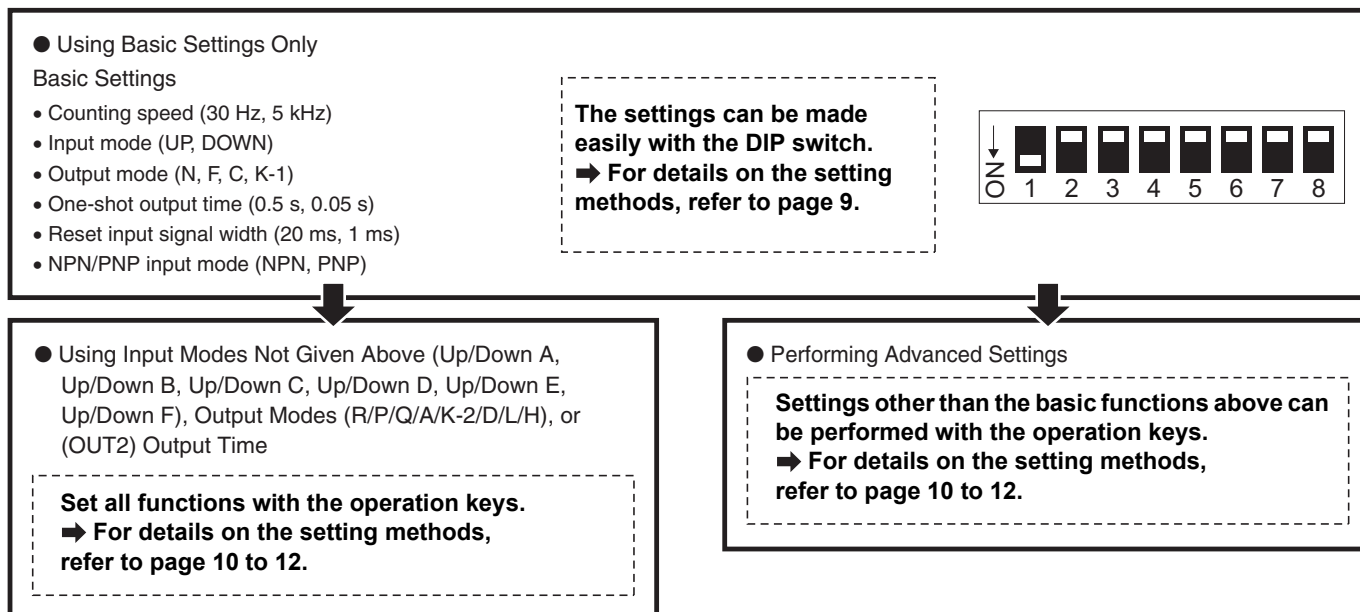 ● Using Basic Settings Only
Basic Settings
• Counting speed (30 Hz, 5 kHz)
• Input mode (UP, DOWN)
• Output mode (N, F, C, K-1)
• One-shot output time (0.5 s, 0.05 s)
• Reset input signal width (20 ms, 1 ms)
• NPN/PNP input mode (NPN, PNP)
The settings can be made
easily with the DIP switch.
➡ For details on the setting
methods, refer to page 9.
ON
1 2 3 4 5 6 7 8
● Using Input Modes Not Given Above (Up/Down A,
Up/Down B, Up/Down C, Up/Down D, Up/Down E,
Up/Down F), Output Modes (R/P/Q/A/K-2/D/L/H), or
(OUT2) Output Time
Set all functions with the operation keys.
➡ For details on the setting methods,
refer to page 10 to 12.
● Performing Advanced Settings
Settings other than the basic functions above can
be performed with the operation keys.
➡ For details on the setting methods,
refer to page 10 to 12.